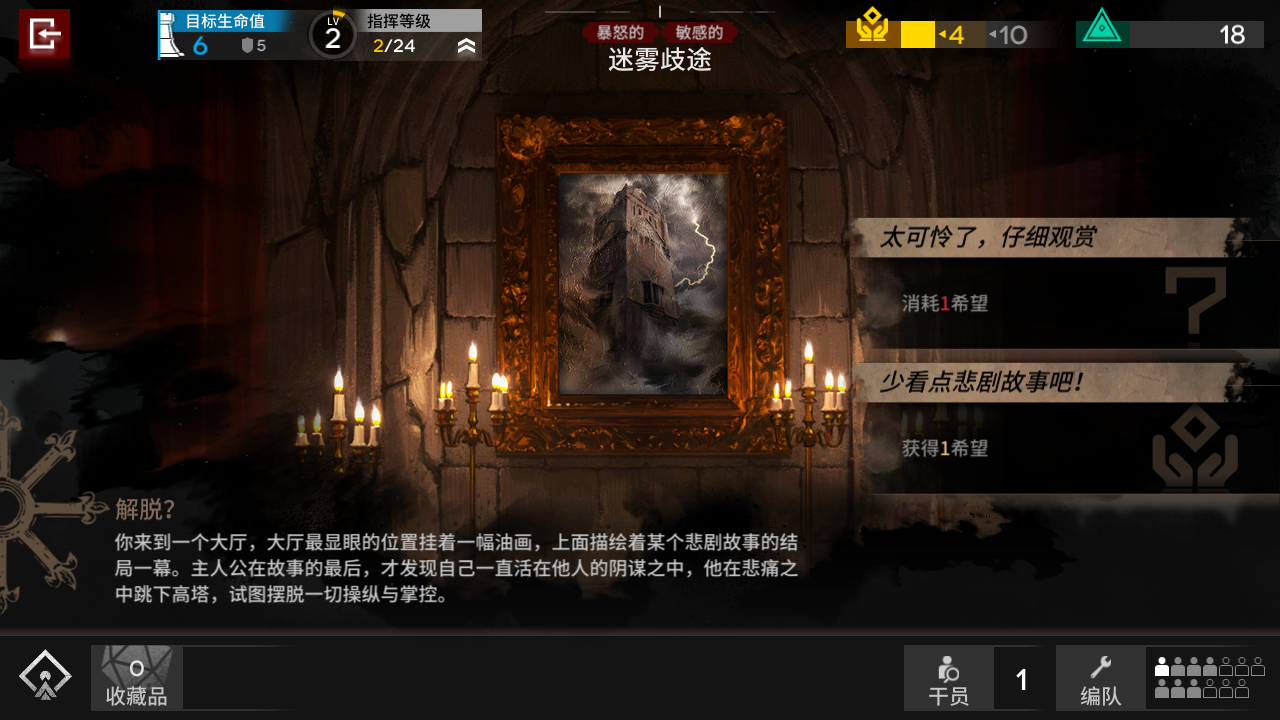 目标生命值
6
5
LV
2
指挥等级
2/24
暴怒的
敏感的
迷雾歧途
4
10
18
太可怜了，仔细观赏
消耗1希望
少看点悲剧故事吧！
获得1希望
解脱？
你来到一个大厅，大厅最显眼的位置挂着一幅油画，上面描绘着某个悲剧故事的结
局一幕。主人公在故事的最后，才发现自己一直活在他人的阴谋之中，他在悲痛之
中跳下高塔，试图摆脱一切操纵与掌控。
0
收藏品
干员
1
编队